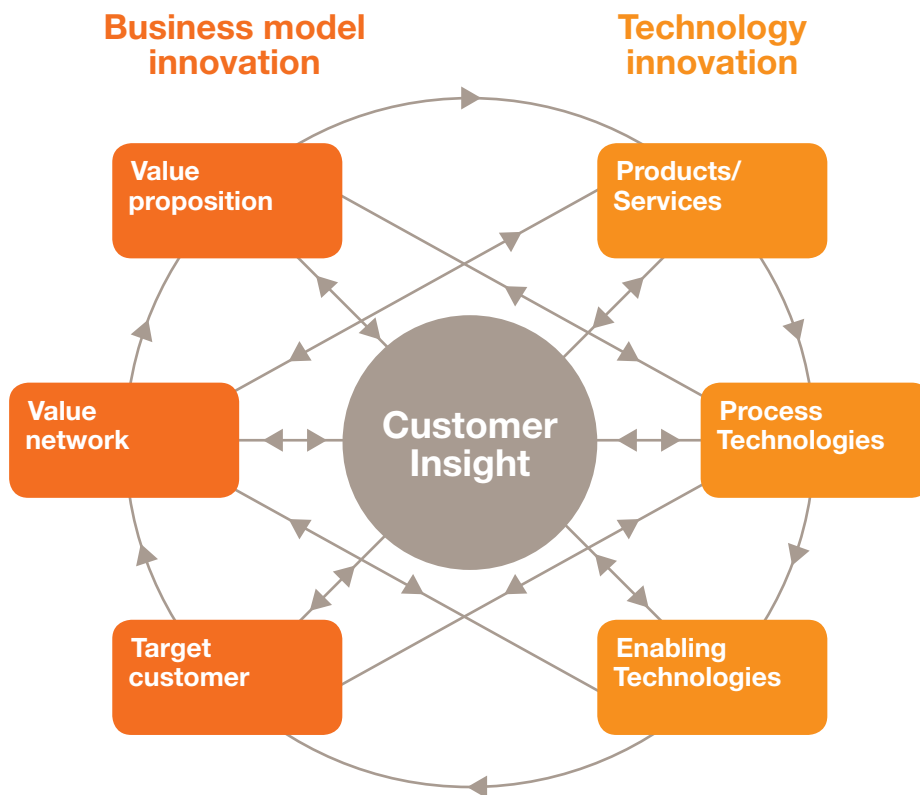 Business model
innovation
Technology
innovation
Value
proposition
Products/
Services
Value
network
Customer
Insight
Process
Technologies
Target
customer
Enabling
Technologies